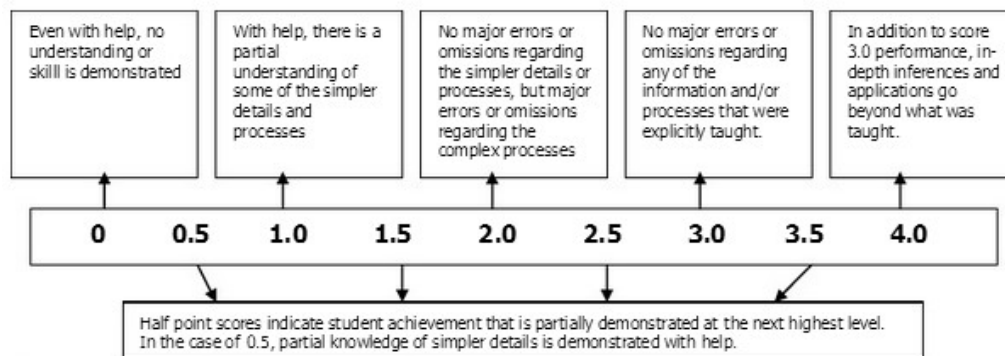 Even with help, no
understanding or
skilll is demonstrated
With help, there is a
partial
understanding of
some of the simpler
details and
processes
No major errors or
omissions regarding
the simpler details or
processes, but major
errors or omissions
regarding the
complex processes
No major errors or
omissions regarding
any of the
information and/or
processes that were
explicitly taught.
In addition to score
3.0 performance, in-
depth inferences and
applications go
beyond what was
taught.
0 0.5 1.0 1.5 2.0 2.5 3.0 3.5 4.0
Half point scores indicate student achievement that is partially demonstrated at the next highest level.
In the case of 0.5, partial knowledge of simpler details is demonstrated with help.